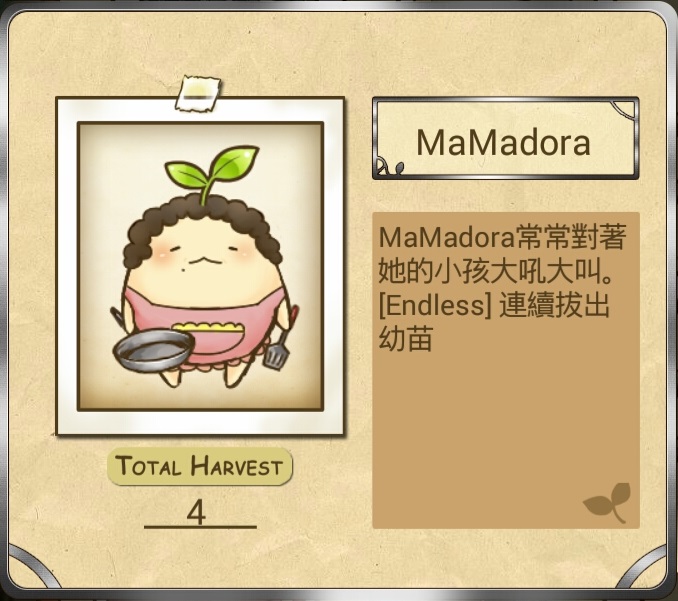 MaMadora
MaMadora常常對著
她的小孩大吼大叫。
[Endless] 連續拔出
幼苗
TOTAL HARVEST
4